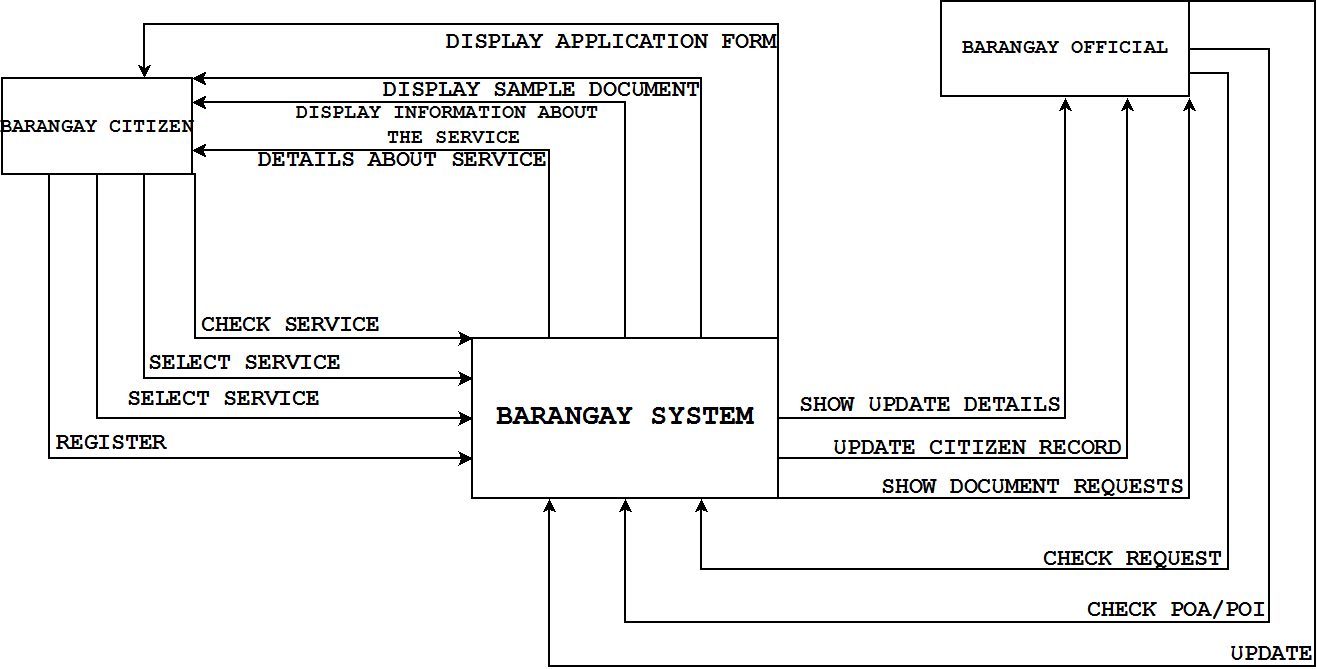 DISPLAY APPLICATION FORM
BARANGAY OFFICIAL
DISPLAY SAMPLE DOCUMENT
DISPLAY INFORMATION ABOUT
THE SERVICE
BARANGAY CITIZEN
DETAILS ABOUT SERVICE
CHECK SERVICE
SELECT SERVICE
SELECT SERVICE
REGISTER
BARANGAY SYSTEM
SHOW UPDATE DETAILS
UPDATE CITIZEN RECORD
SHOW DOCUMENT REQUESTS
CHECK REQUEST
CHECK POA/POI
UPDATE